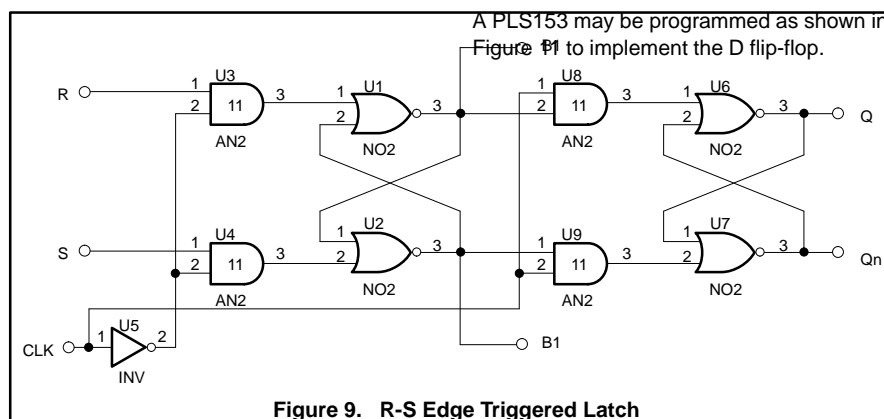 A PLS153 may be programmed as shown in
Figure 11 to implement the D flip-flop.
B1
R
1
2
U3
11
AN2
3
1
2
U1
3
NO2
1
2
U8
11
AN2
3
1
2
U6
3
NO2
Q
S
1
2
U4
11
AN2
3
1
2
U2
3
NO2
1
2
U9
11
AN2
3
1
2
U7
3
NO2
Qn
CLK
1
U5
2
INV
B1
Figure 9. R-S Edge Triggered Latch